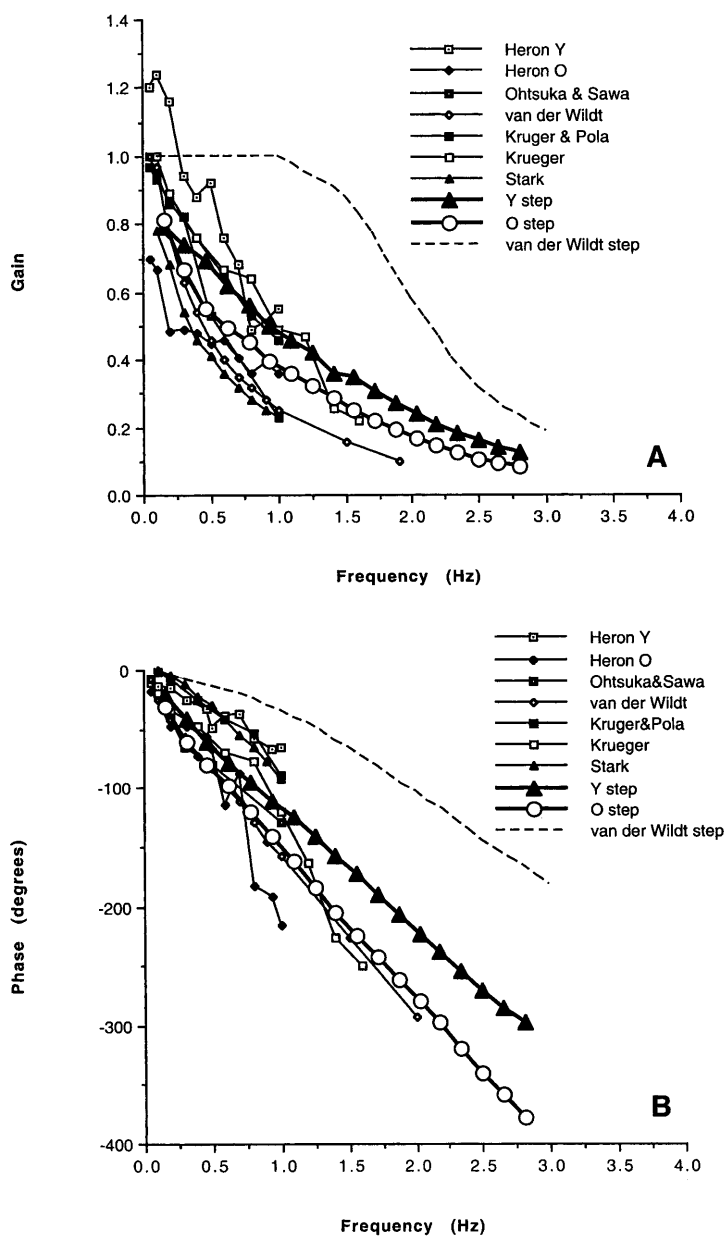 1.4
1.2
1.0
0.8
0.6
0.4
0.2
0.0
Gain
Heron Y
Heron O
Ohtsuka & Sawa
van der Wildt
Kruger & Pola
Krueger
Stark
Y step
O step
van der Wildt step
A
0.0 0.5 1.0 1.5 2.0 2.5 3.0 3.5 4.0
Frequency (Hz)
0
-100
-200
-300
-400
Phase (degrees)
Heron Y
Heron O
Ohtsuka&Sawa
van der Wildt
Kruger&Pola
Krueger
Stark
Y step
O step
van der Wildt step
B
0.0 0.5 1.0 1.5 2.0 2.5 3.0 3.5 4.0
Frequency (Hz)